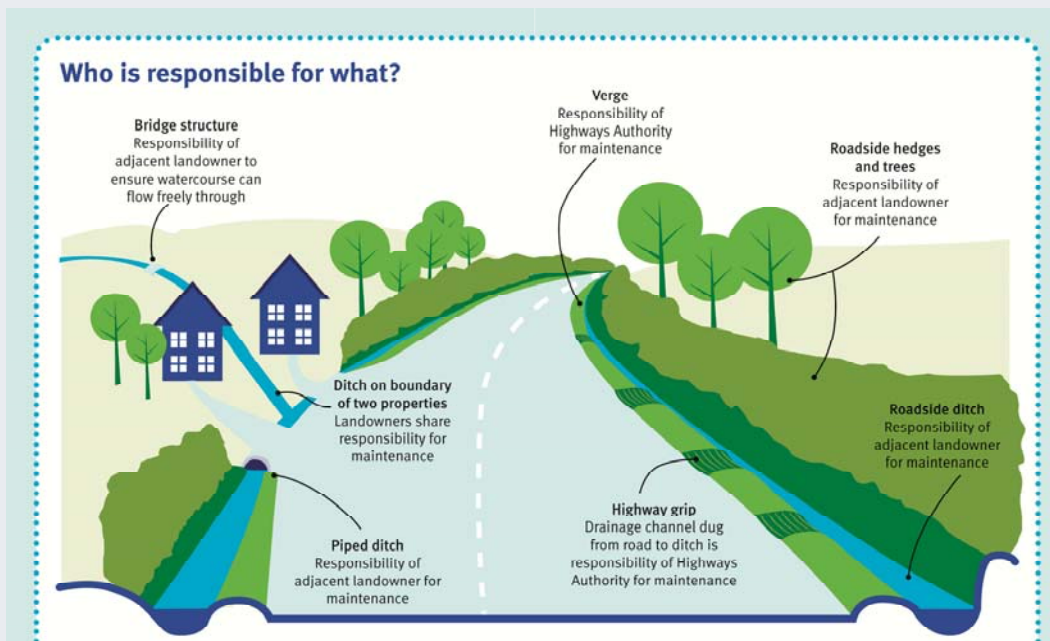 Who is responsible for what?
Bridge structure
Responsibility of
adjacent landowner to
ensure watercourse can
flow freely through
Verge
Responsibility of
Highways Authority
for maintenance
Roadside hedges
and trees
Responsibility of
adjacent landowner
for maintenance
Ditch on boundary
of two properties
Landowners share
responsibility for
maintenance
Roadside ditch
Responsibility of
adjacent landowner
for maintenance
Piped ditch
Responsibility of
adjacent landowner for
maintenance
Highway grip
Drainage channel dug
from road to ditch is
responsibility of Highways
Authority for maintenance